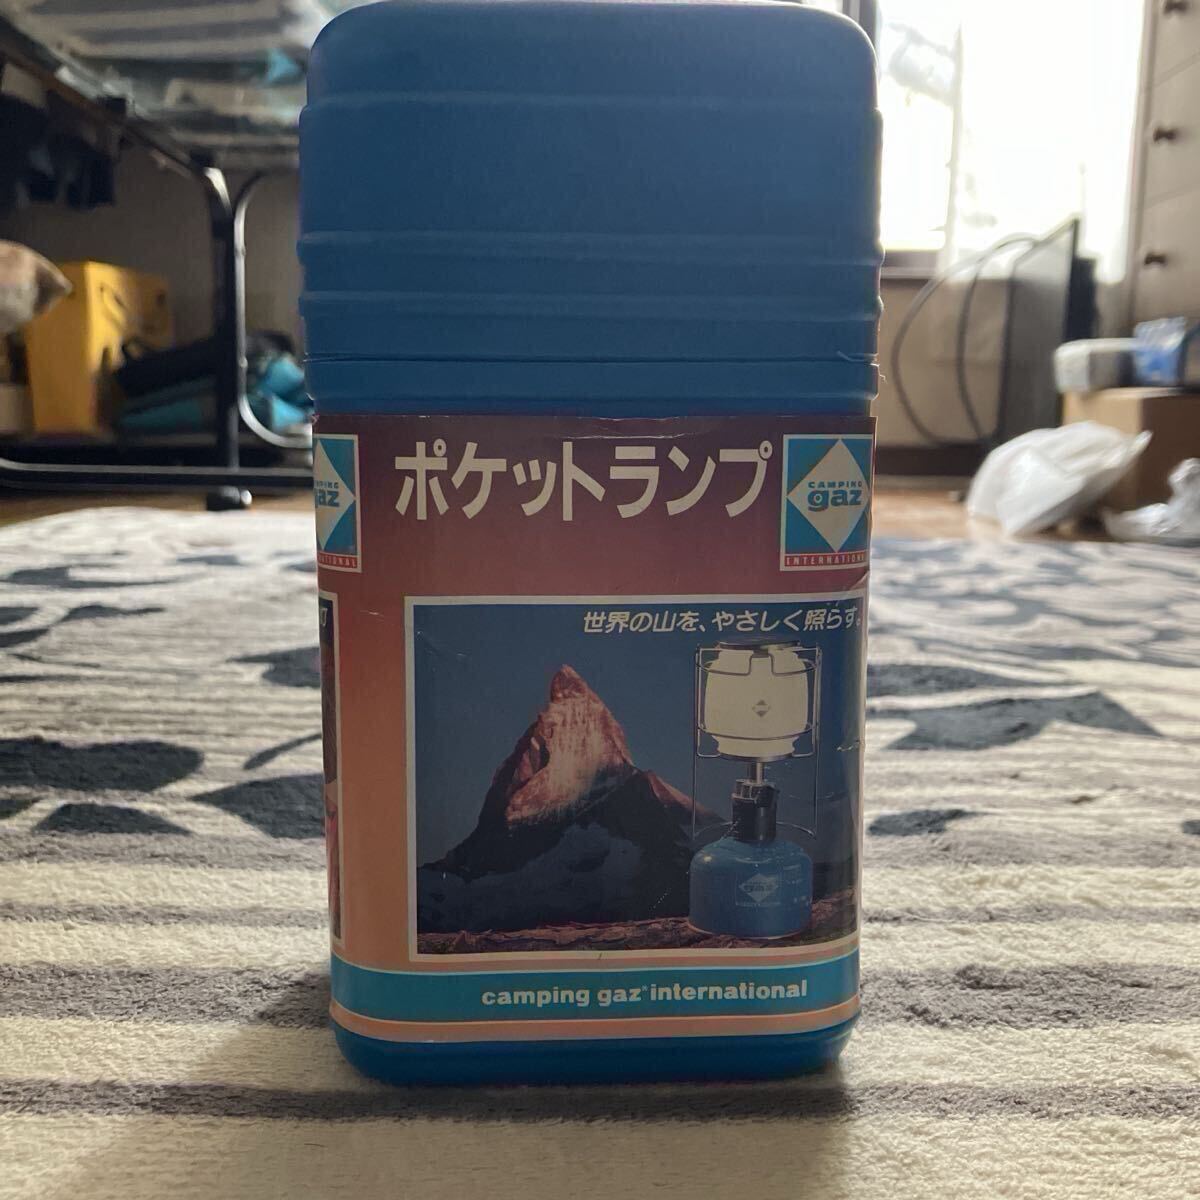 ポケットランプ
CAMPING
gaz
INTERNATIONAL
gaz
世界の山を、やさしく照らす。
camping gaz international